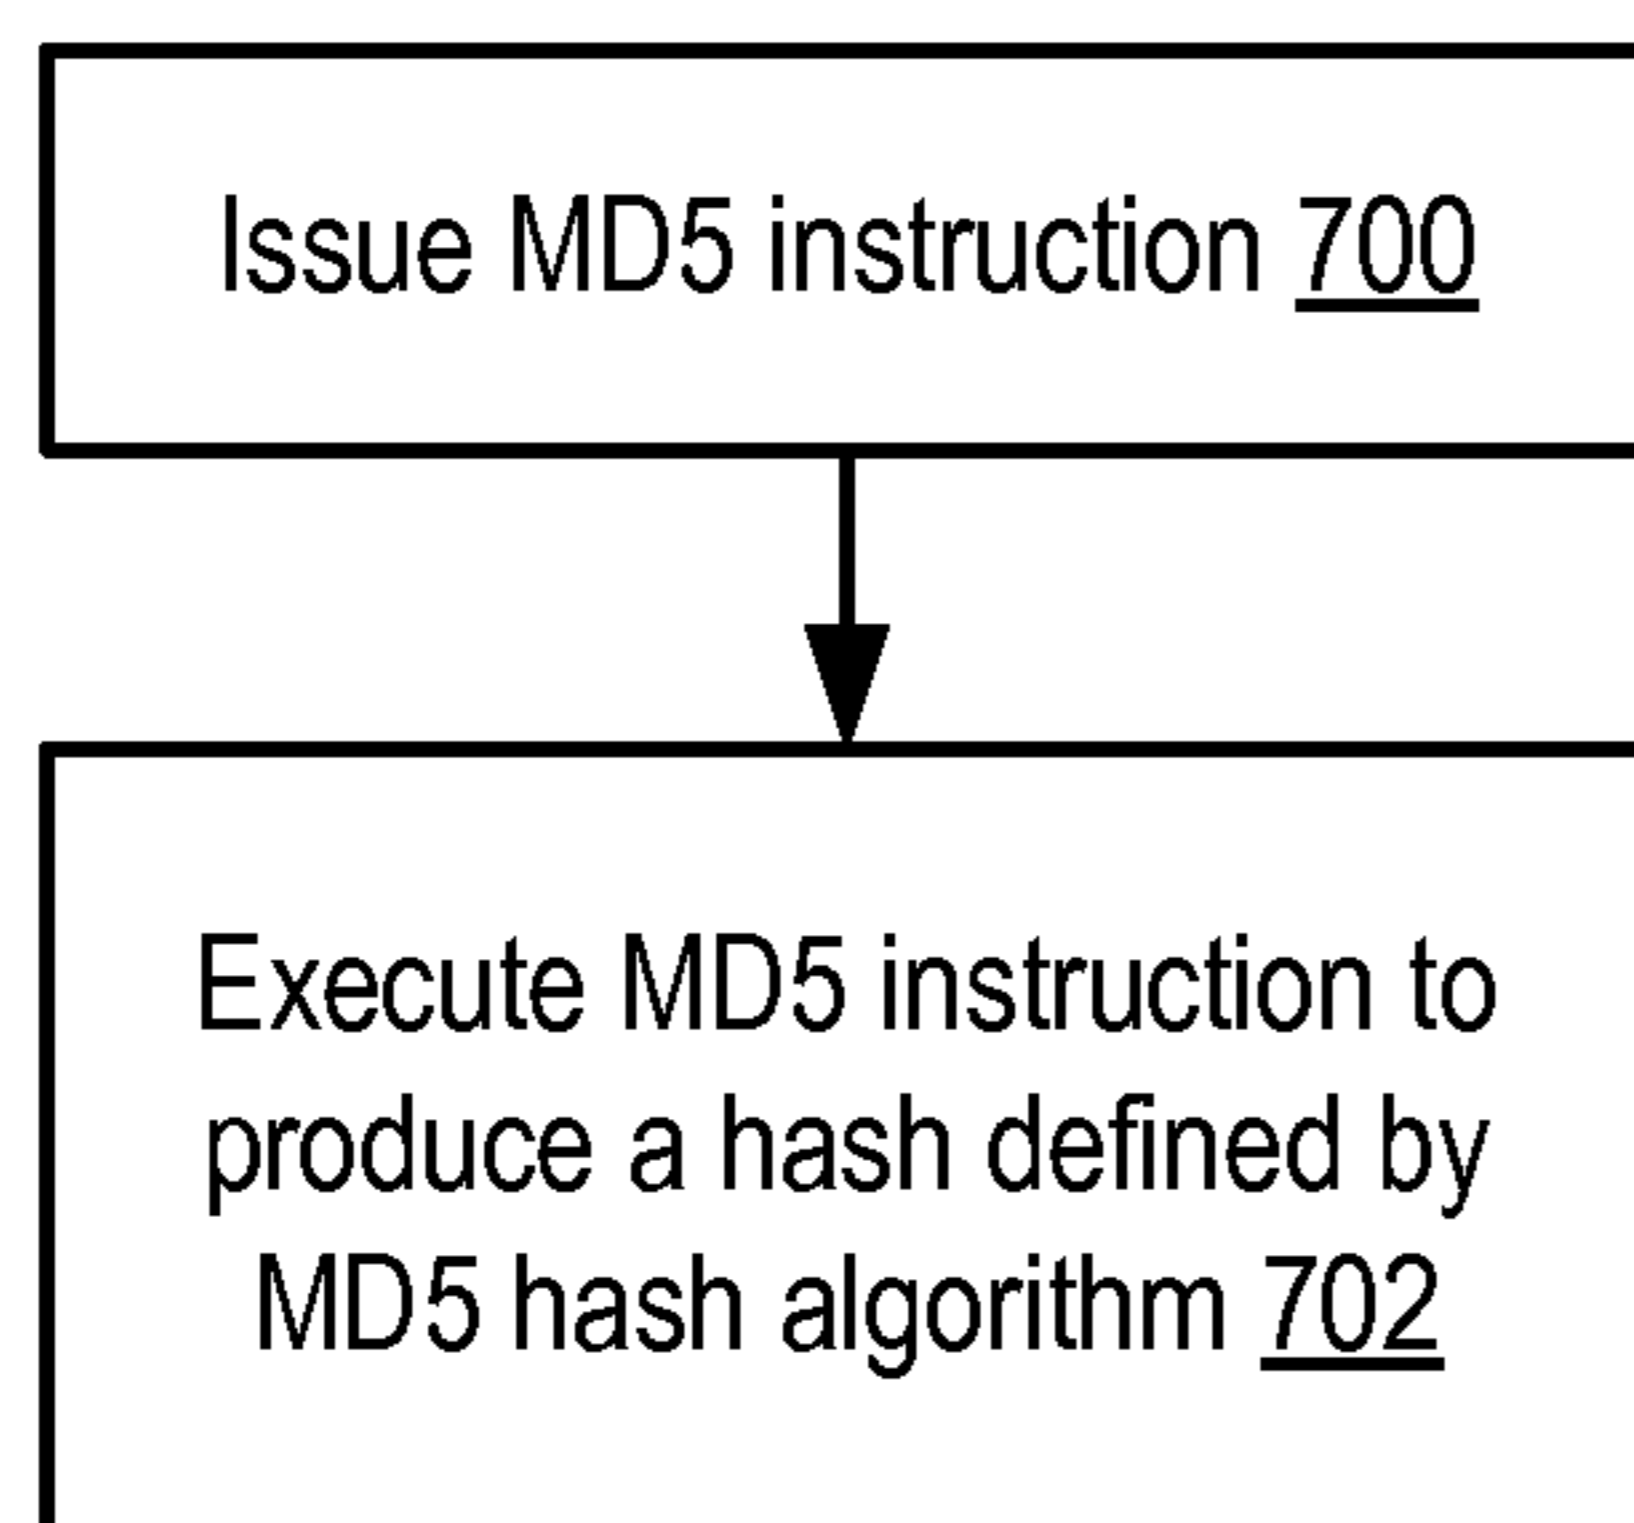 Issue MD5 instruction 700
Execute MD5 instruction to
produce a hash defined by
MD5 hash algorithm 702